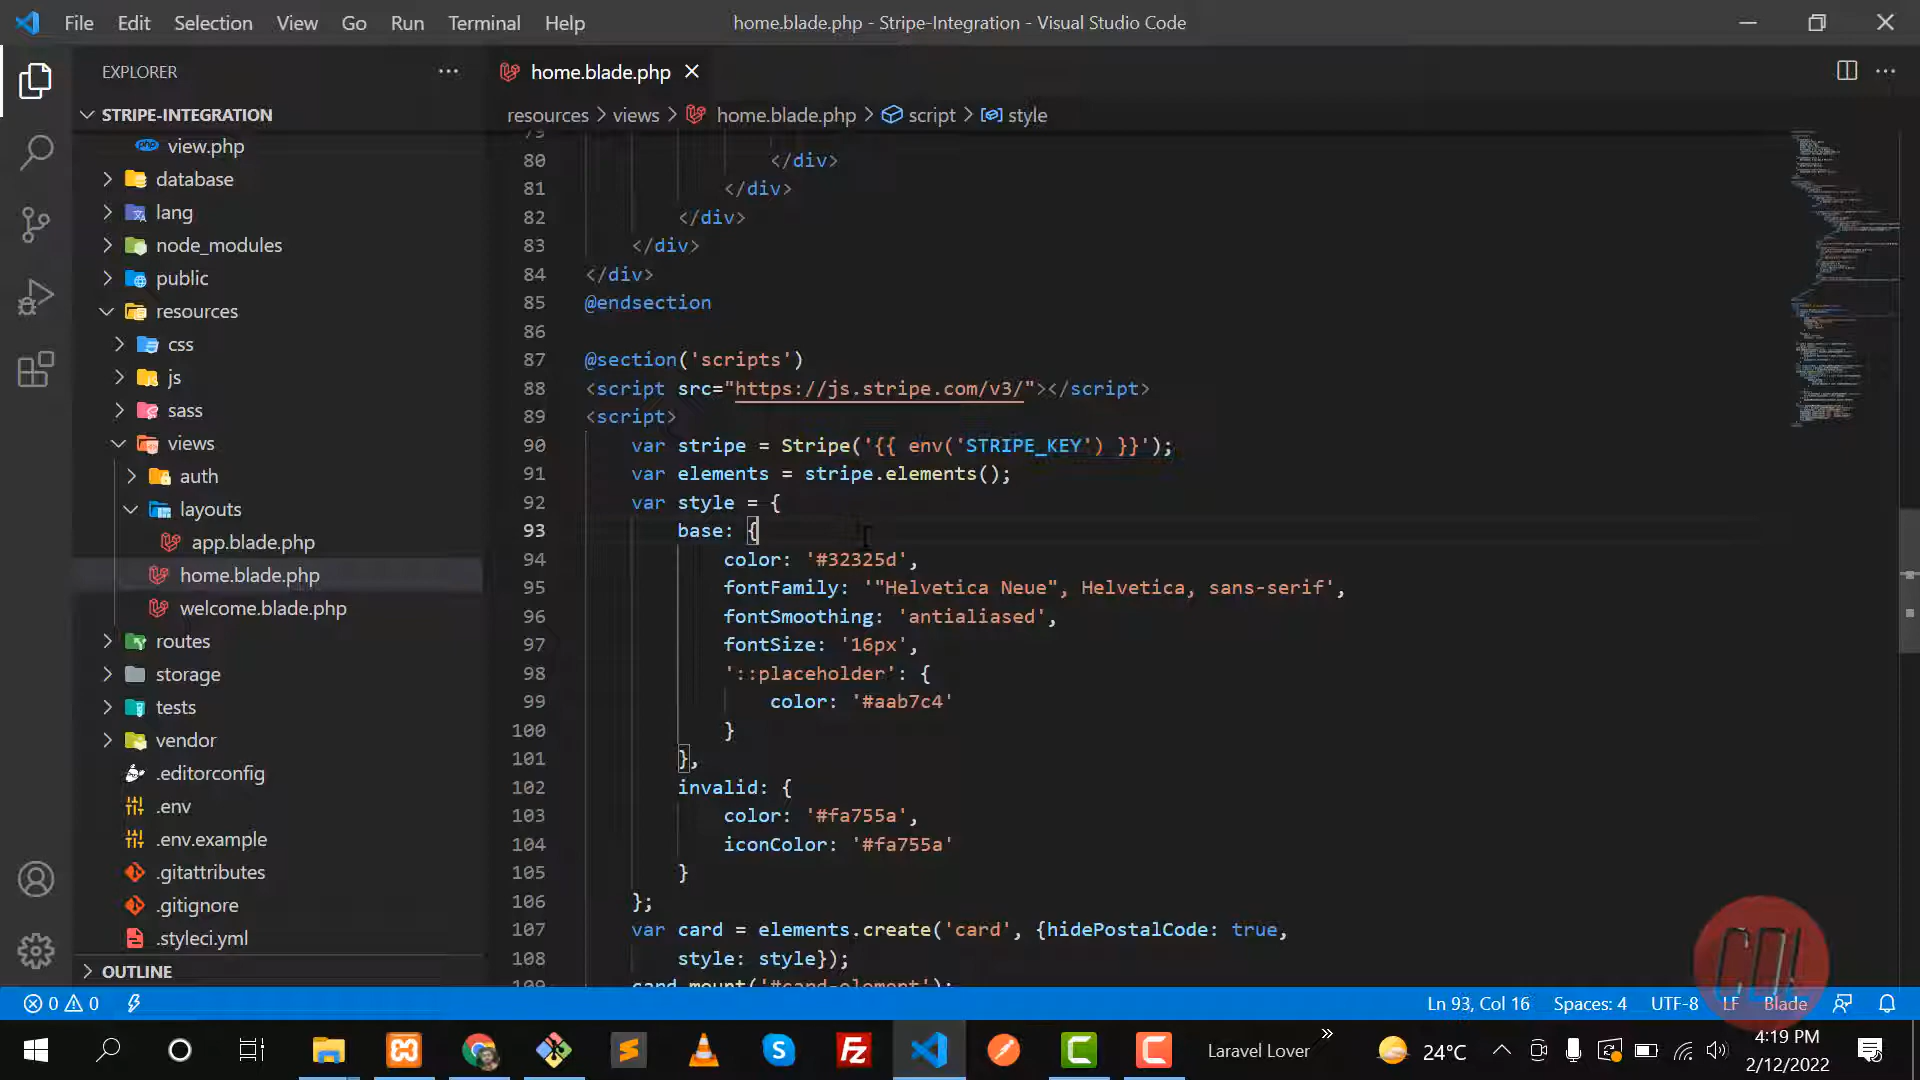 File Edit Selection View Go Run Terminal Help
home.blade.php - Stripe-Integration - Visual Studio Code
EXPLORER
STRIPE-INTEGRATION
view.php
database
lang
node_modules
public
resources
css
js
sass
views
auth
layouts
app.blade.php
home.blade.php
welcome.blade.php
routes
storage
tests
vendor
.editorconfig
.env
.env.example
.gitattributes
.gitignore
.styleci.yml
OUTLINE
home.blade.php
resources > views > home.blade.php > script > style
79
80 </div>
81 </div>
82 </div>
83 </div>
84 </div>
85 @endsection
86
87 @section('scripts')
88 <script src="https://js.stripe.com/v3/"></script>
89 <script>
90 var stripe = Stripe('{{ env('STRIPE_KEY') }}');
91 var elements = stripe.elements();
92 var style = {
93 base: {
94 color: '#32325d',
95 fontFamily: '"Helvetica Neue", Helvetica, sans-serif',
96 fontSmoothing: 'antialiased',
97 fontSize: '16px',
98 '::placeholder': {
99 color: '#aab7c4'
100 }
101 },
102 invalid: {
103 color: '#fa755a',
104 iconColor: '#fa755a'
105 }
106 };
107 var card = elements.create('card', {hidePostalCode: true,
108 style: style});
109 card.mount('#card-element');
0 0
Ln 93, Col 16 Spaces: 4 UTF-8 LF Blade
Laravel Lover
24°C
4:19 PM
2/12/2022